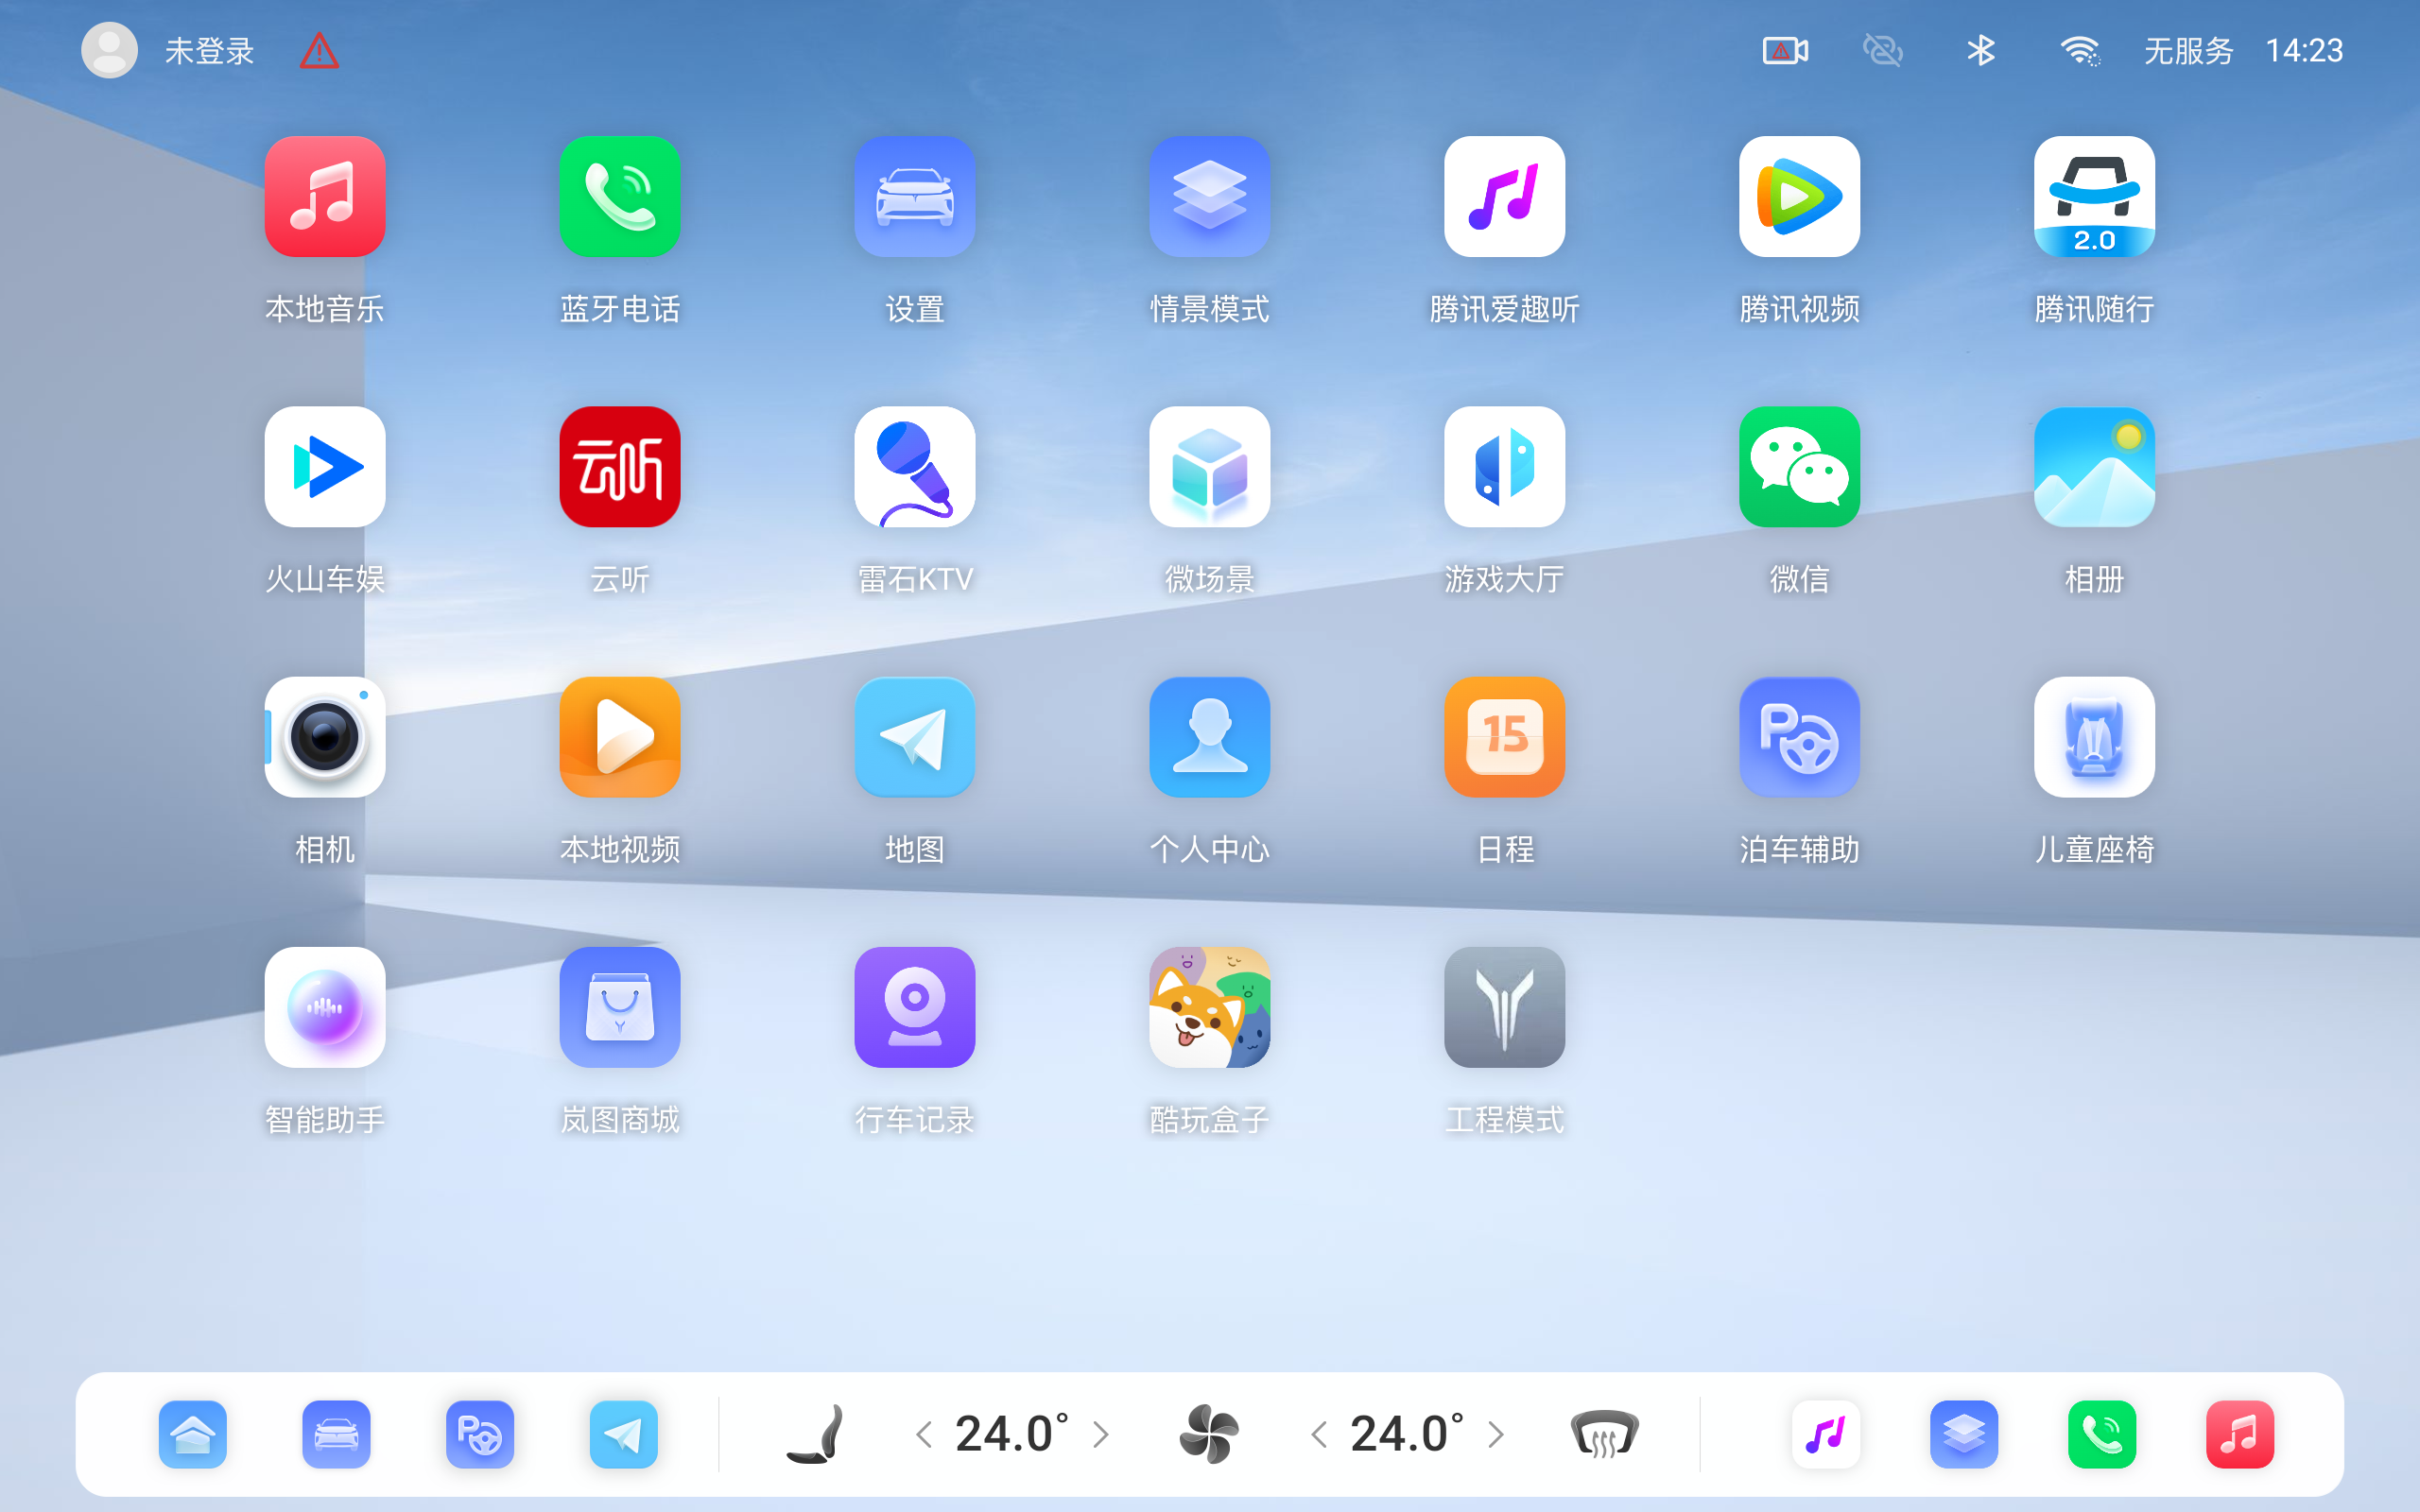 未登录
无服务 14:23
2.0
本地音乐 蓝牙电话 设置 情景模式 腾讯爱趣听 腾讯视频 腾讯随行
云听
火山车娱 云听 雷石KTV 微场景 游戏大厅 微信 相册
15
P
相机 本地视频 地图 个人中心 日程 泊车辅助 儿童座椅
智能助手 岚图商城 行车记录 酷玩盒子 工程模式
P
24.0° 24.0°